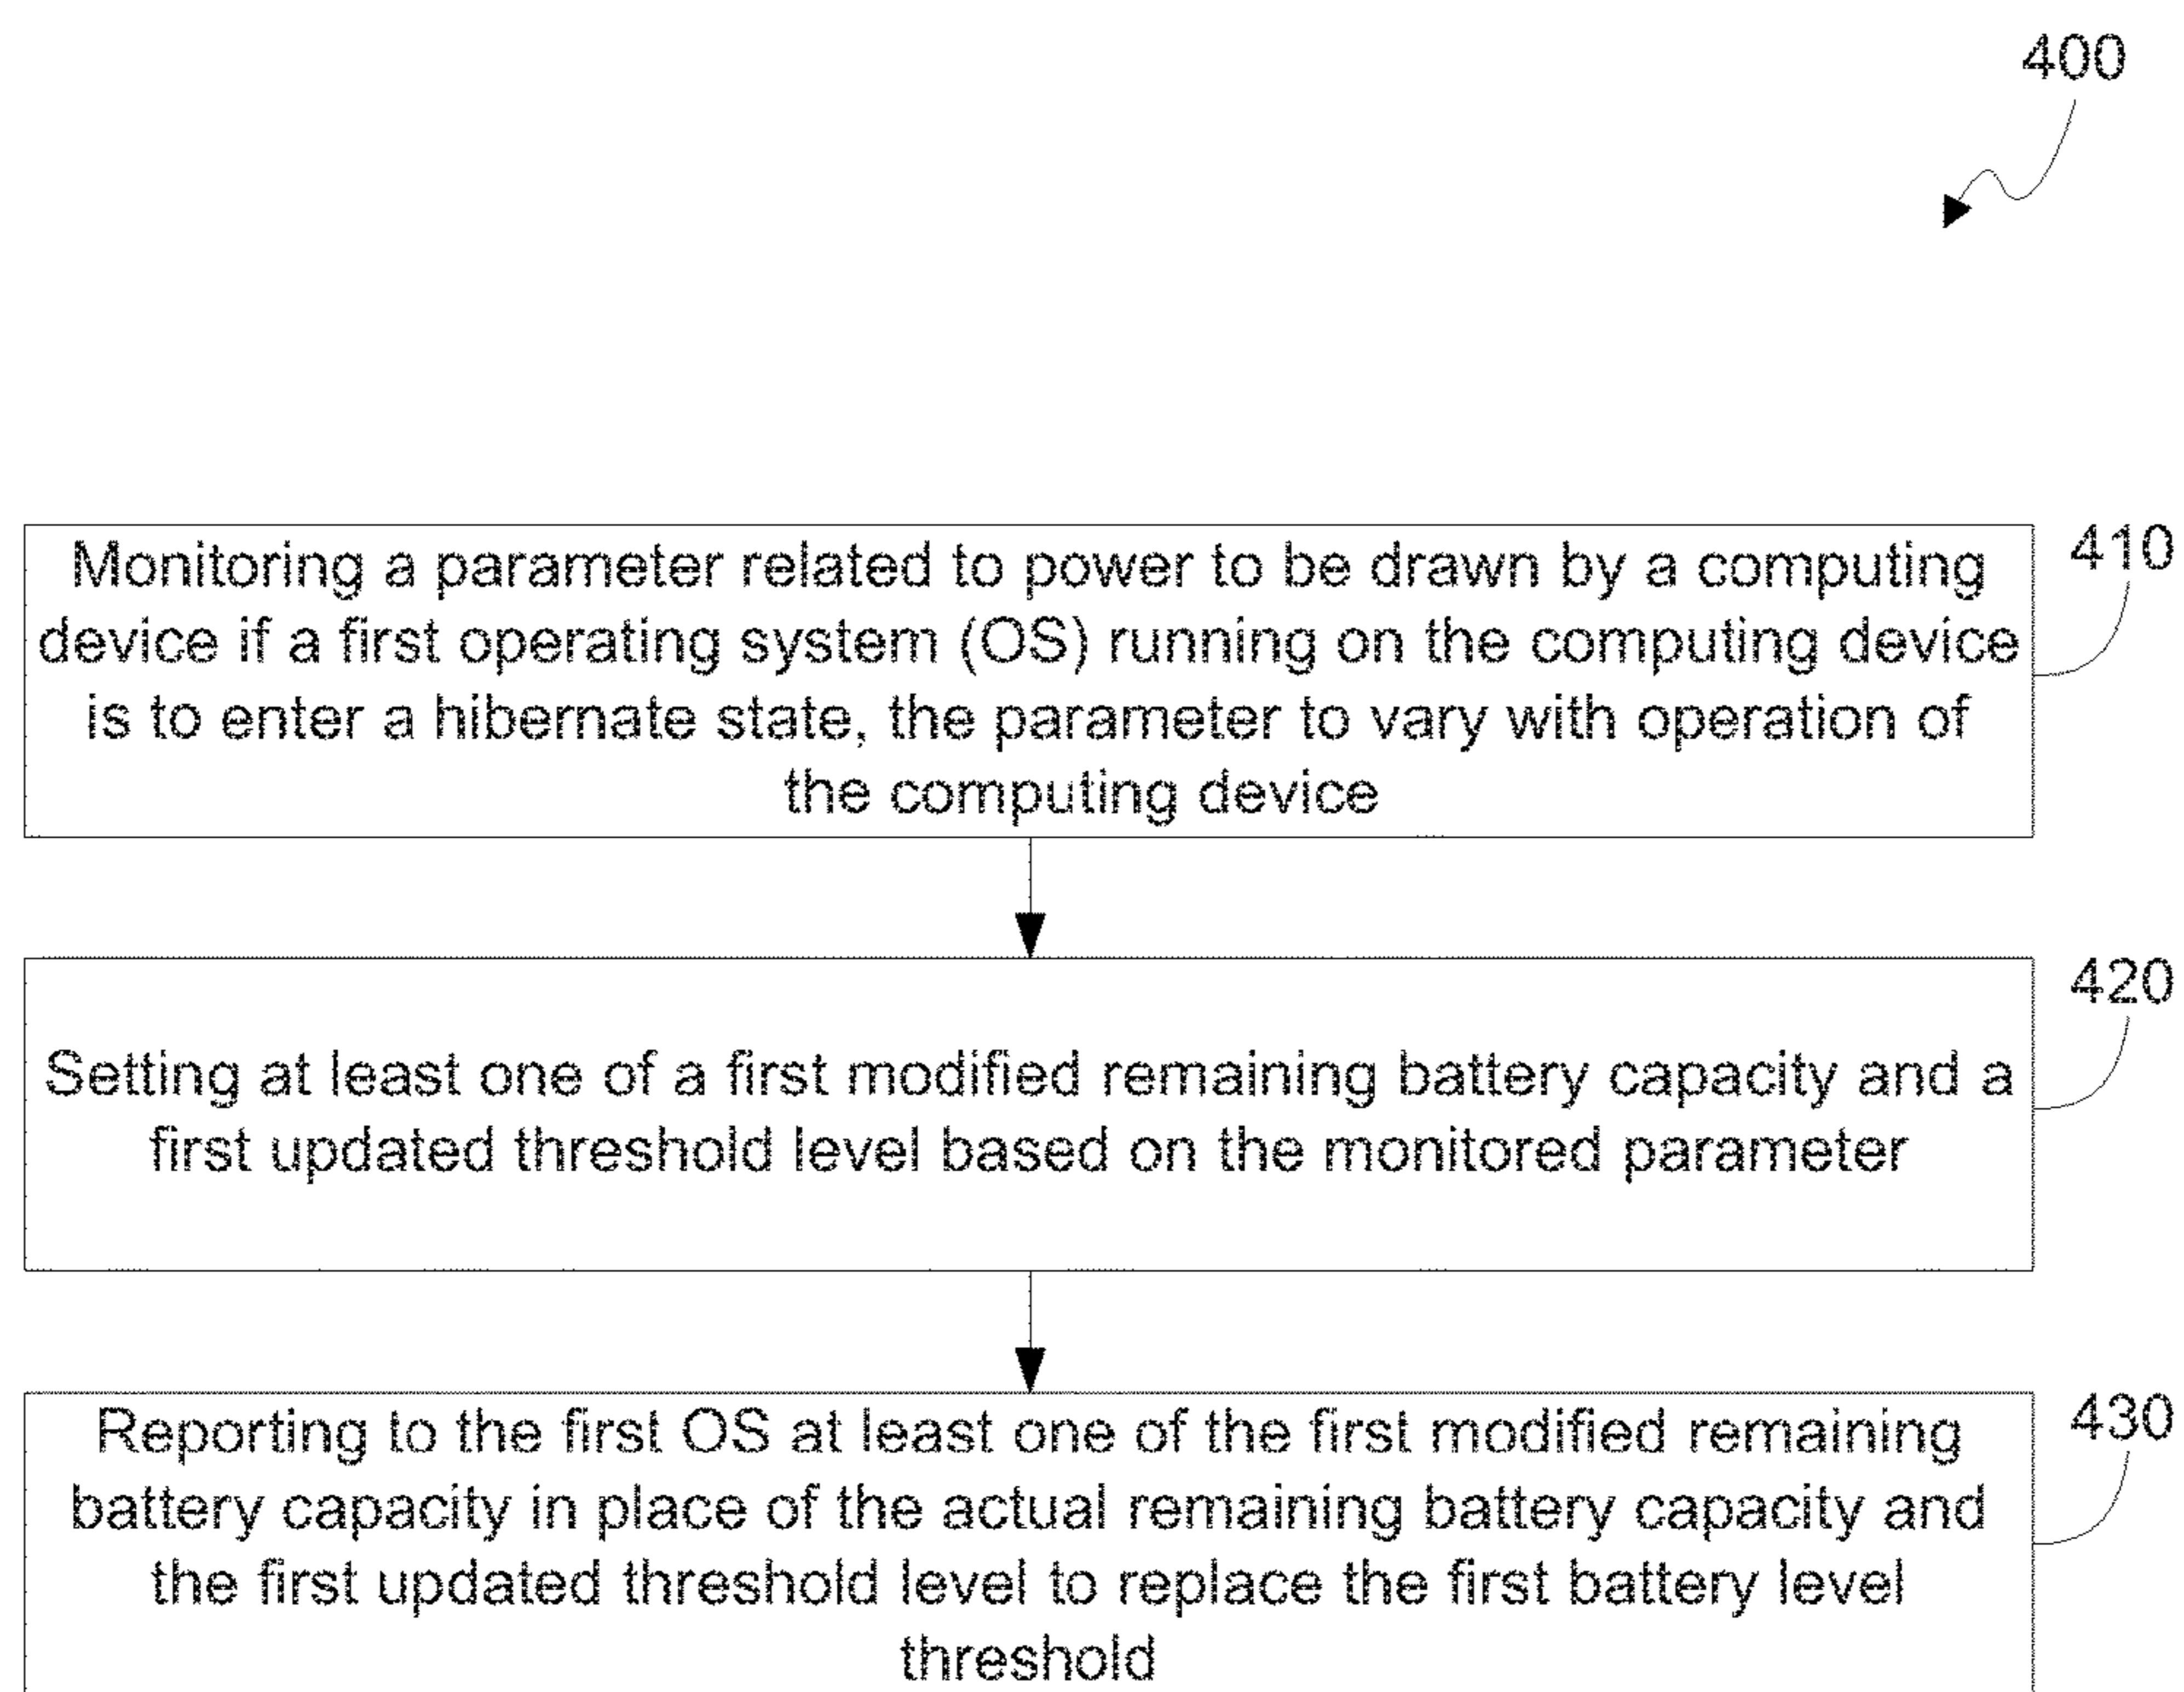 400
Monitoring a parameter related to power to be drawn by a computing
device if a first operating system (OS) running on the computing device
is to enter a hibernate state, the parameter to vary with operation of
the computing device
410
Setting at least one of a first modified remaining battery capacity and a
first updated threshold level based on the monitored parameter
420
Reporting to the first OS at least one of the first modified remaining
battery capacity in place of the actual remaining battery capacity and
the first updated threshold level to replace the first battery level
threshold
430